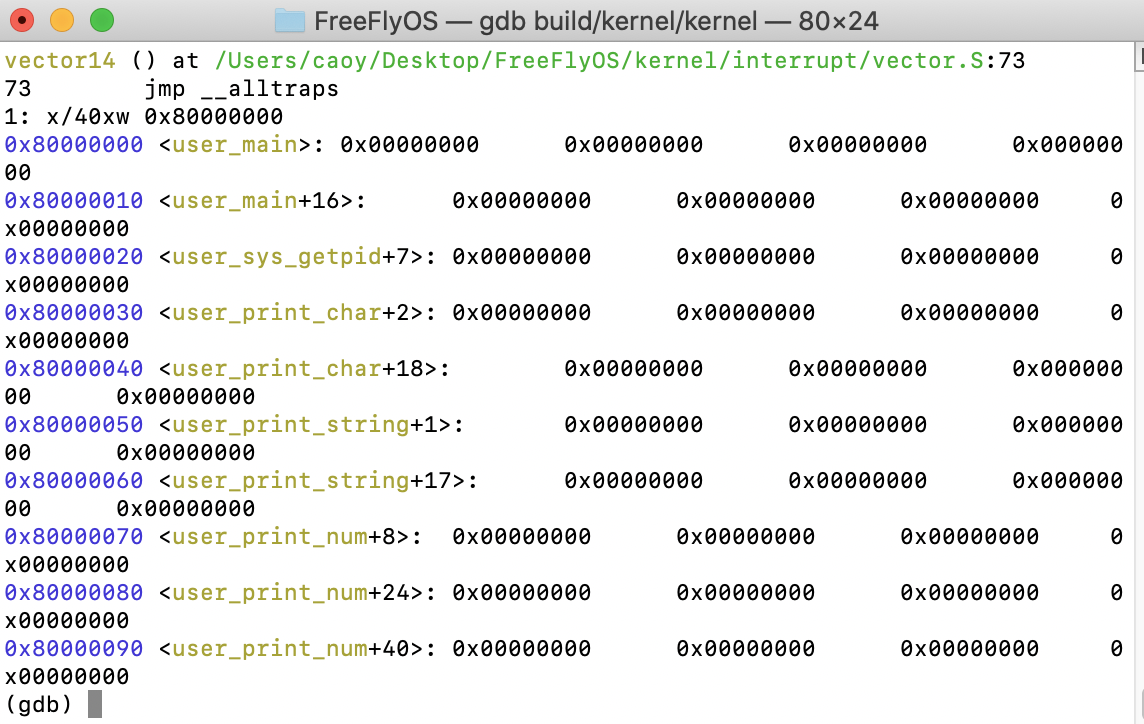 FreeFlyOS — gdb build/kernel/kernel — 80×24
vector14 () at /Users/caoy/Desktop/FreeFlyOS/kernel/interrupt/vector.S:73
73        jmp __alltraps
1: x/40xw 0x80000000
0x80000000 <user_main>: 0x00000000      0x00000000      0x00000000      0x000000
00
0x80000010 <user_main+16>:      0x00000000      0x00000000      0x00000000      0
x00000000
0x80000020 <user_sys_getpid+7>: 0x00000000      0x00000000      0x00000000      0
x00000000
0x80000030 <user_print_char+2>: 0x00000000      0x00000000      0x00000000      0
x00000000
0x80000040 <user_print_char+18>:        0x00000000      0x00000000      0x000000
00      0x00000000
0x80000050 <user_print_string+1>:       0x00000000      0x00000000      0x000000
00      0x00000000
0x80000060 <user_print_string+17>:      0x00000000      0x00000000      0x000000
00      0x00000000
0x80000070 <user_print_num+8>:  0x00000000      0x00000000      0x00000000      0
x00000000
0x80000080 <user_print_num+24>: 0x00000000      0x00000000      0x00000000      0
x00000000
0x80000090 <user_print_num+40>: 0x00000000      0x00000000      0x00000000      0
x00000000
(gdb)